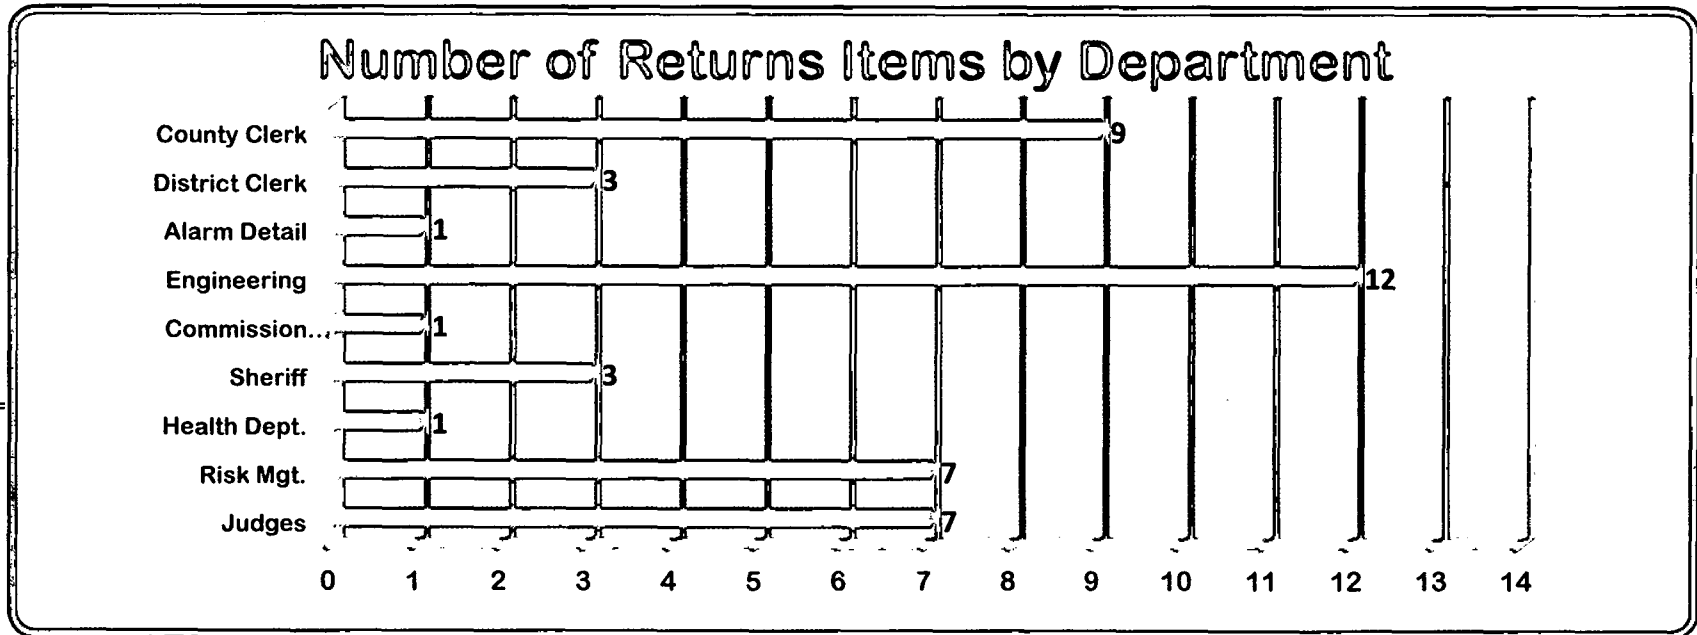 Number of Returns Items by Department
County Clerk 9
District Clerk 3
Alarm Detail 1
Engineering 12
Commission... 1
Sheriff 3
Health Dept. 1
Risk Mgt. 7
Judges 7
0 1 2 3 4 5 6 7 8 9 10 11 12 13 14